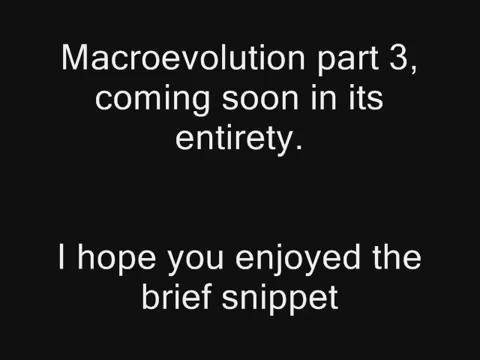 Macroevolution part 3,
coming soon in its
entirety.
I hope you enjoyed the
brief snippet